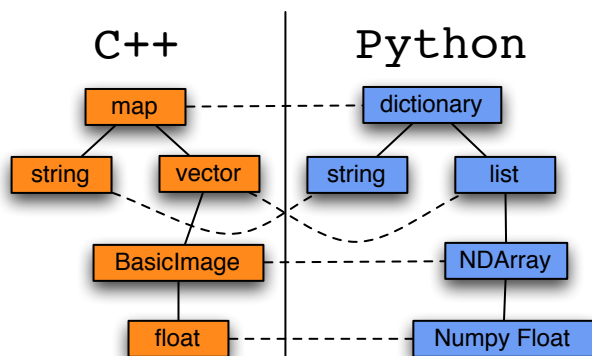 C++ Python
map dictionary
string vector string list
BasicImage NDArray
float Numpy Float